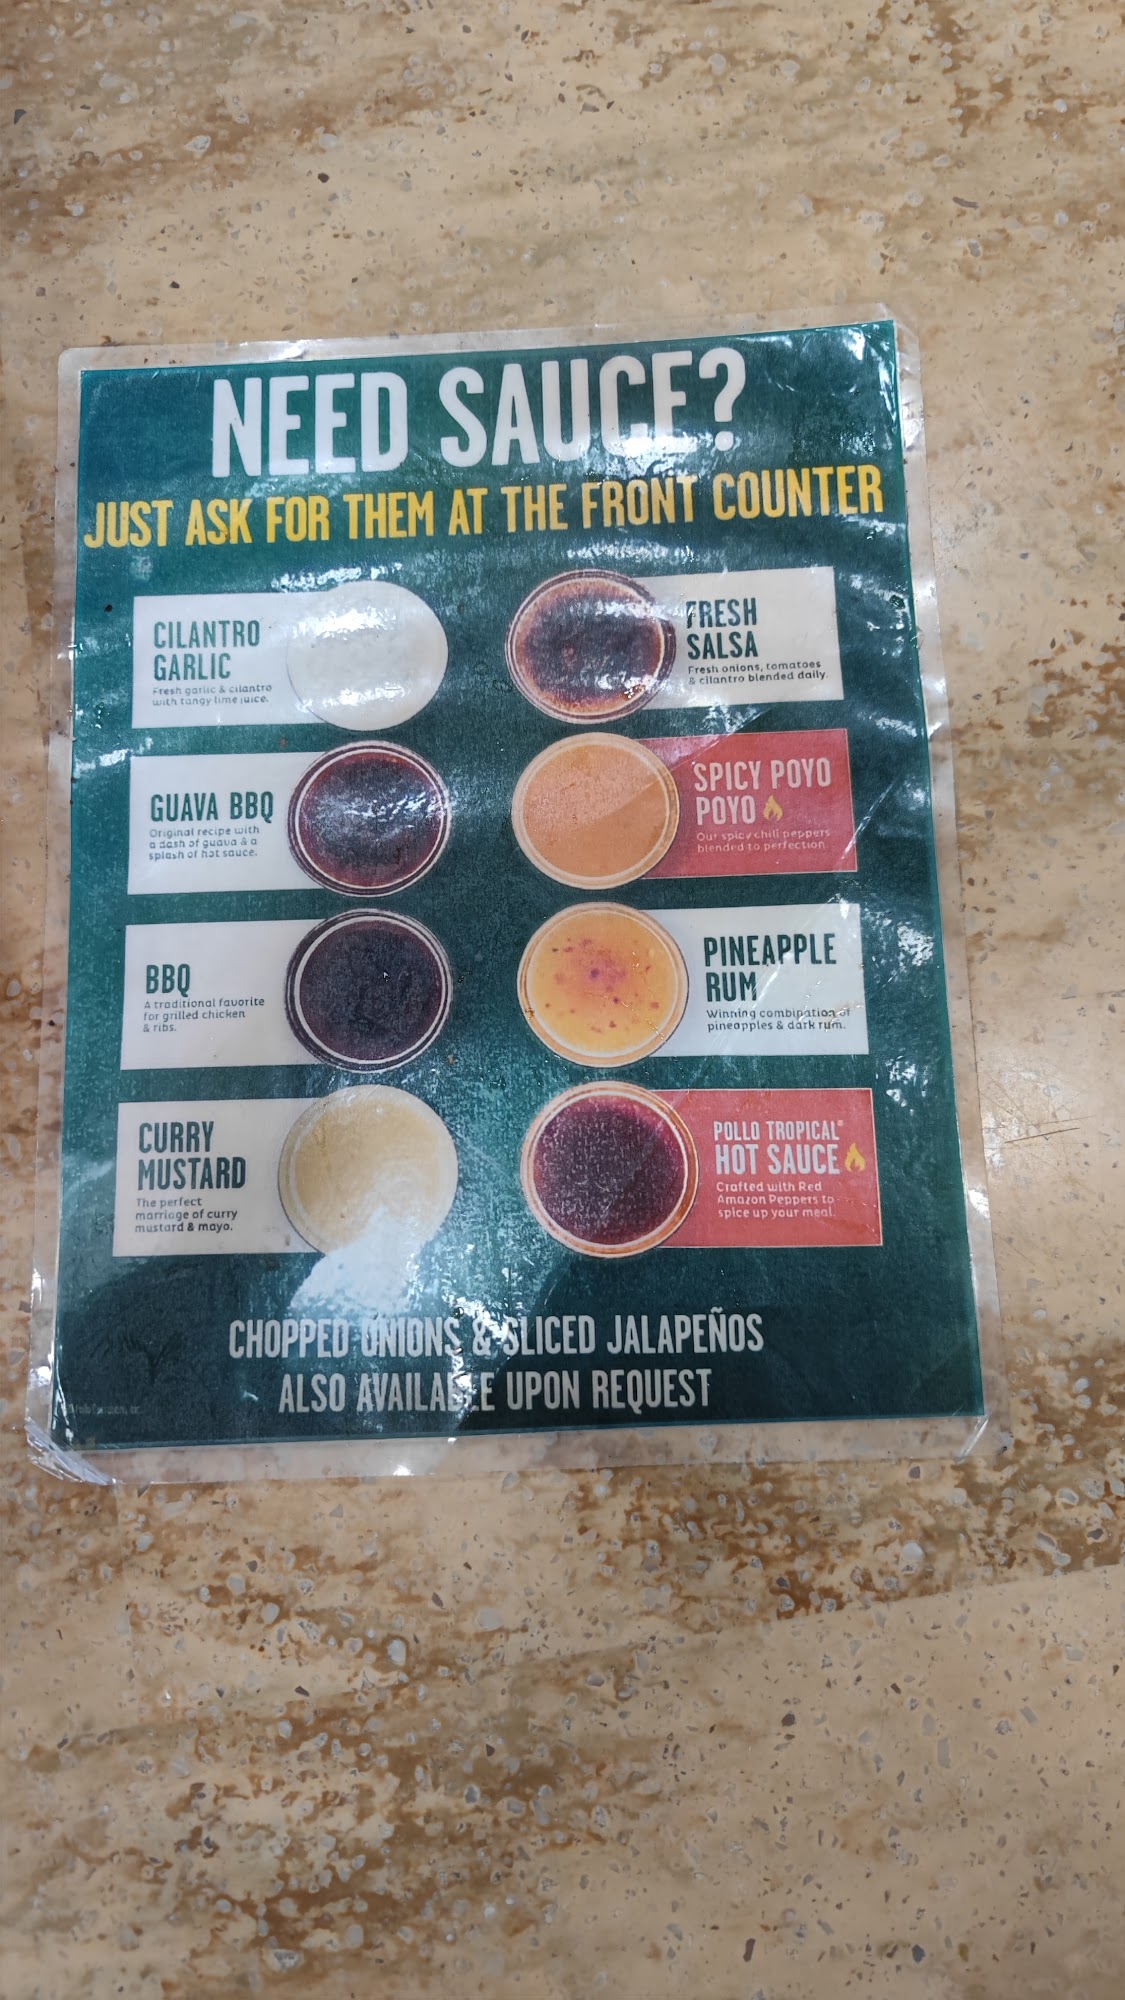 NEED SAUCE?
JUST ASK FOR THEM AT THE FRONT COUNTER
CILANTRO
GARLIC
Fresh garlic & cilantro
with tangy lime juice.
GUAVA BBQ
Original recipe with
a dash of guava & a
splash of hot sauce.
BBQ
A traditional favorite
for grilled chicken
& ribs.
CURRY
MUSTARD
The perfect
marriage of curry
mustard & mayo.
FRESH
SALSA
Fresh onions, tomatoes
& cilantro blended daily.
SPICY POYO
POYO
Our spicy chili peppers
blended to perfection.
PINEAPPLE
RUM
Winning combination of
pineapples & dark rum.
POLLO TROPICAL®
HOT SAUCE
Crafted with Red
Amazon Peppers to
spice up your meal.
CHOPPED ONIONS & SLICED JALAPEÑOS
ALSO AVAILABLE UPON REQUEST